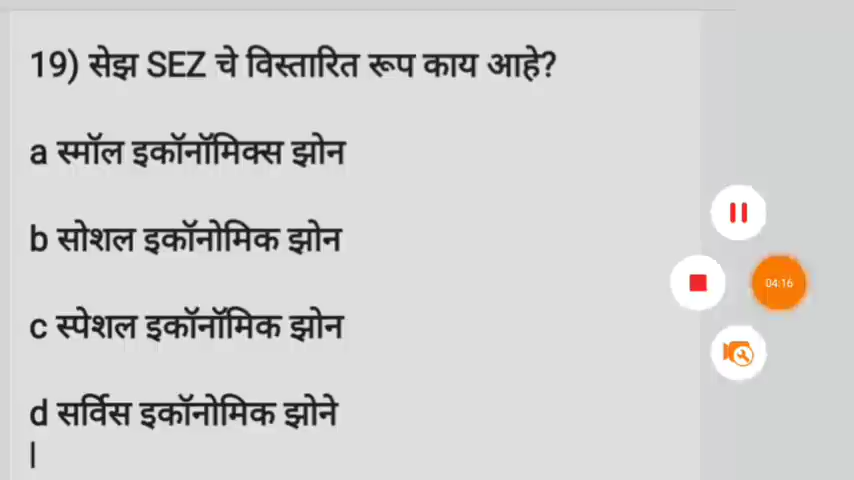 19) सेझ SEZ चे विस्तारित रूप काय आहे?
a स्मॉल इकॉनॉमिक्स झोन
b सोशल इकॉनोमिक झोन
c स्पेशल इकॉनॉमिक झोन
d सर्विस इकॉनोमिक झोने
|
04:16